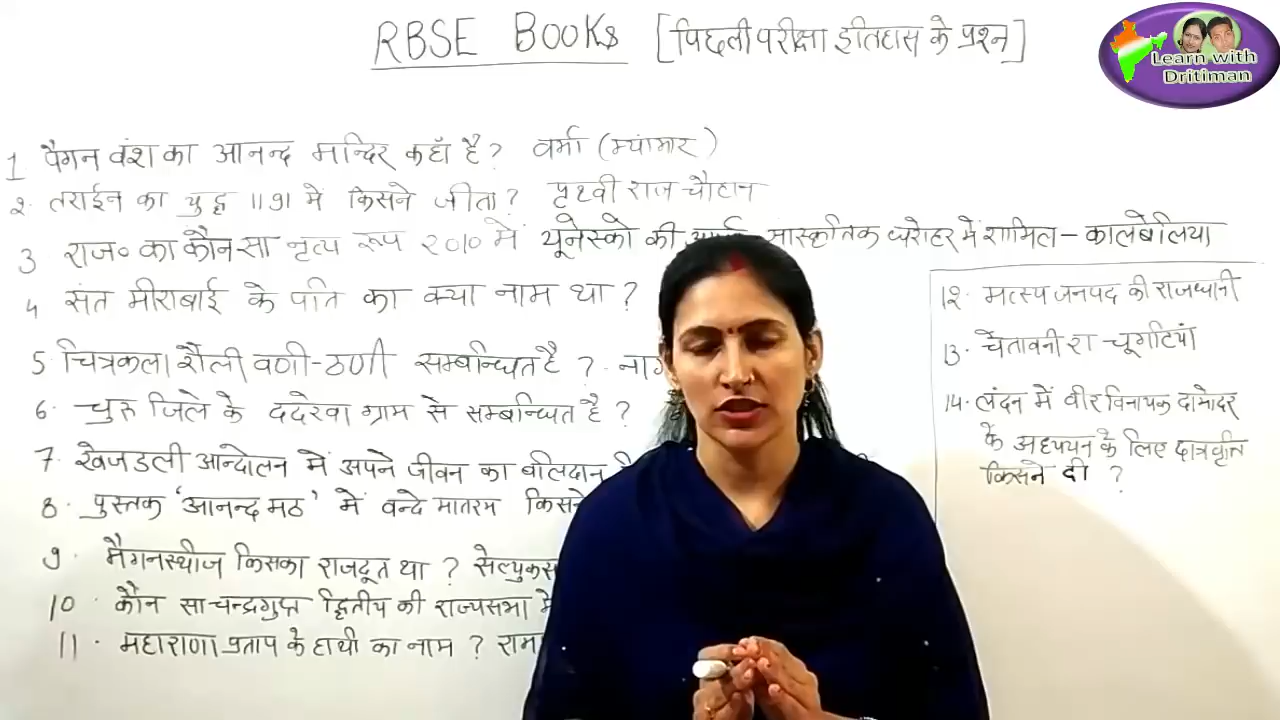 RBSE BOOKS [पिछली परीक्षा इतिहास के प्रश्न]
Learn with
Dritiman
1 पैगन वंश का आनन्द मन्दिर कहाँ है? वर्मा (म्यांमार)
2. तराईन का युद्ध 1191 में किसने जीता? पृथ्वी राज चौहान
3 राज० का कौनसा नृत्य रूप 2010 में यूनेस्को की सांस्कृतिक धरोहर में शामिल - कालबेलिया
4 संत मीराबाई के पति का क्या नाम था?
5 चित्रकला शैली वणी-ठणी सम्बन्धित है ?
6. चुरू जिले के ददरेवा ग्राम से सम्बन्धित है ?
7 खेजडली आन्दोलन में अपने जीवन का बलिदान
8. पुस्तक 'आनन्द मठ' में वन्दे मातरम
9. मैगनस्थीज किसका राजदूत था ? सेल्युकस
10. कौन सा चन्द्रगुप्त द्वितीय की राज्यसभा में
11. महाराणा प्रताप के हाथी का नाम ?
12. मत्स्य जनपद की राजधानी
13. चेतावनी रा चूगटियां
14. लंदन में वीर विनायक दामोदर
के अध्ययन के लिए छात्रवृति
किसने दी ?